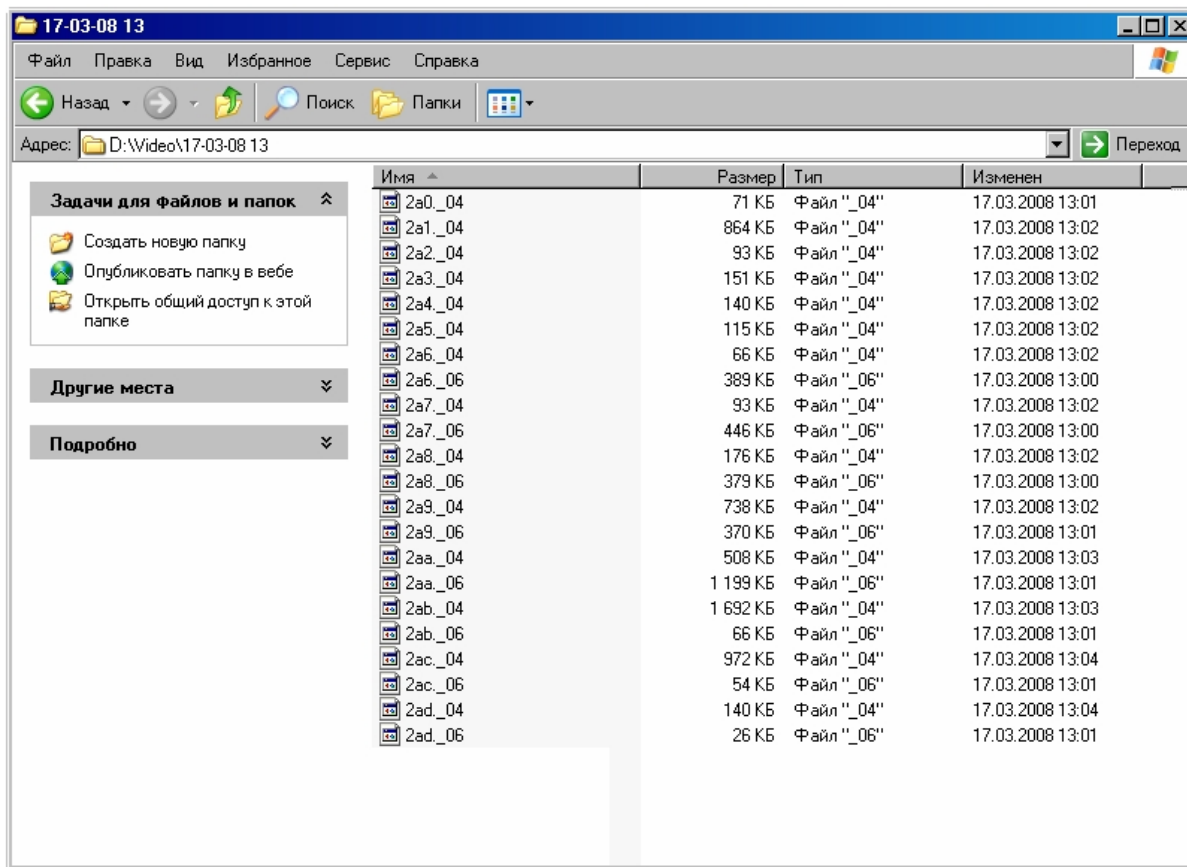 17-03-08 13
Файл Правка Вид Избранное Сервис Справка
Назад Поиск Папки
Адрес: D:\Video\17-03-08 13 Переход
Задачи для файлов и папок
Создать новую папку
Опубликовать папку в вебе
Открыть общий доступ к этой
папке
Другие места
Подробно
Имя Размер Тип Изменен
2a0._04 71 КБ Файл "_04" 17.03.2008 13:01
2a1._04 864 КБ Файл "_04" 17.03.2008 13:02
2a2._04 93 КБ Файл "_04" 17.03.2008 13:02
2a3._04 151 КБ Файл "_04" 17.03.2008 13:02
2a4._04 140 КБ Файл "_04" 17.03.2008 13:02
2a5._04 115 КБ Файл "_04" 17.03.2008 13:02
2a6._04 66 КБ Файл "_04" 17.03.2008 13:02
2a6._06 389 КБ Файл "_06" 17.03.2008 13:00
2a7._04 93 КБ Файл "_04" 17.03.2008 13:02
2a7._06 446 КБ Файл "_06" 17.03.2008 13:00
2a8._04 176 КБ Файл "_04" 17.03.2008 13:02
2a8._06 379 КБ Файл "_06" 17.03.2008 13:00
2a9._04 738 КБ Файл "_04" 17.03.2008 13:02
2a9._06 370 КБ Файл "_06" 17.03.2008 13:01
2aa._04 508 КБ Файл "_04" 17.03.2008 13:03
2aa._06 1 199 КБ Файл "_06" 17.03.2008 13:01
2ab._04 1 692 КБ Файл "_04" 17.03.2008 13:03
2ab._06 66 КБ Файл "_06" 17.03.2008 13:01
2ac._04 972 КБ Файл "_04" 17.03.2008 13:04
2ac._06 54 КБ Файл "_06" 17.03.2008 13:01
2ad._04 140 КБ Файл "_04" 17.03.2008 13:04
2ad._06 26 КБ Файл "_06" 17.03.2008 13:01